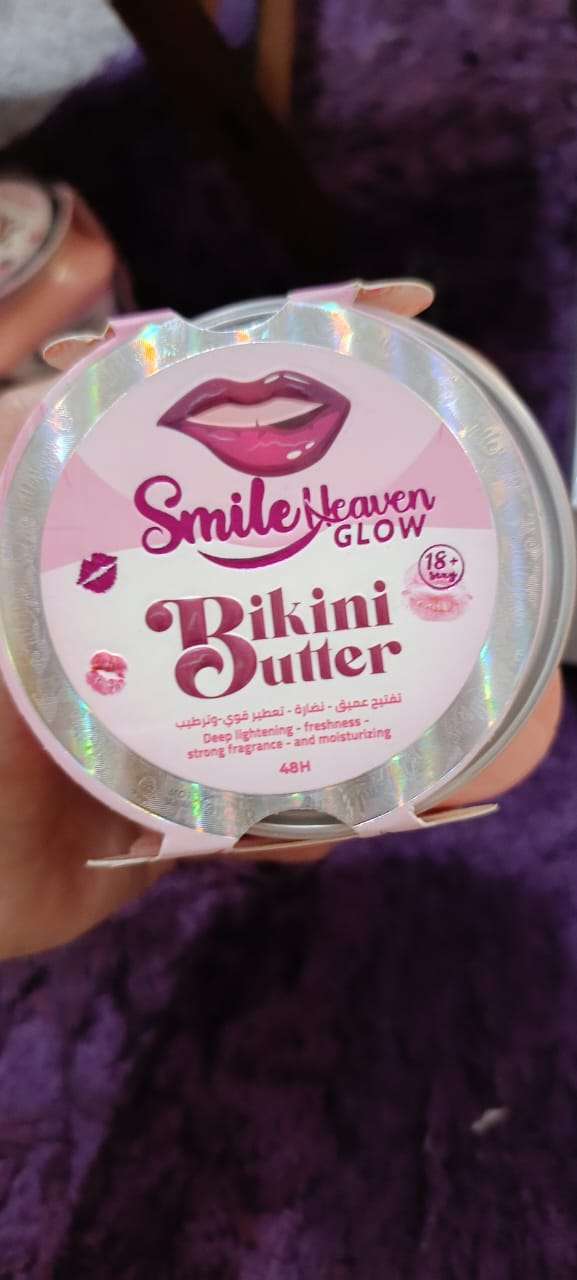 Smile Heaven
GLOW
18+
Sexy
Bikini
Butter
تفتيح عميق - نضارة - تعطير قوي-وترطيب
Deep lightening - freshness -
strong fragrance - and moisturizing
48H